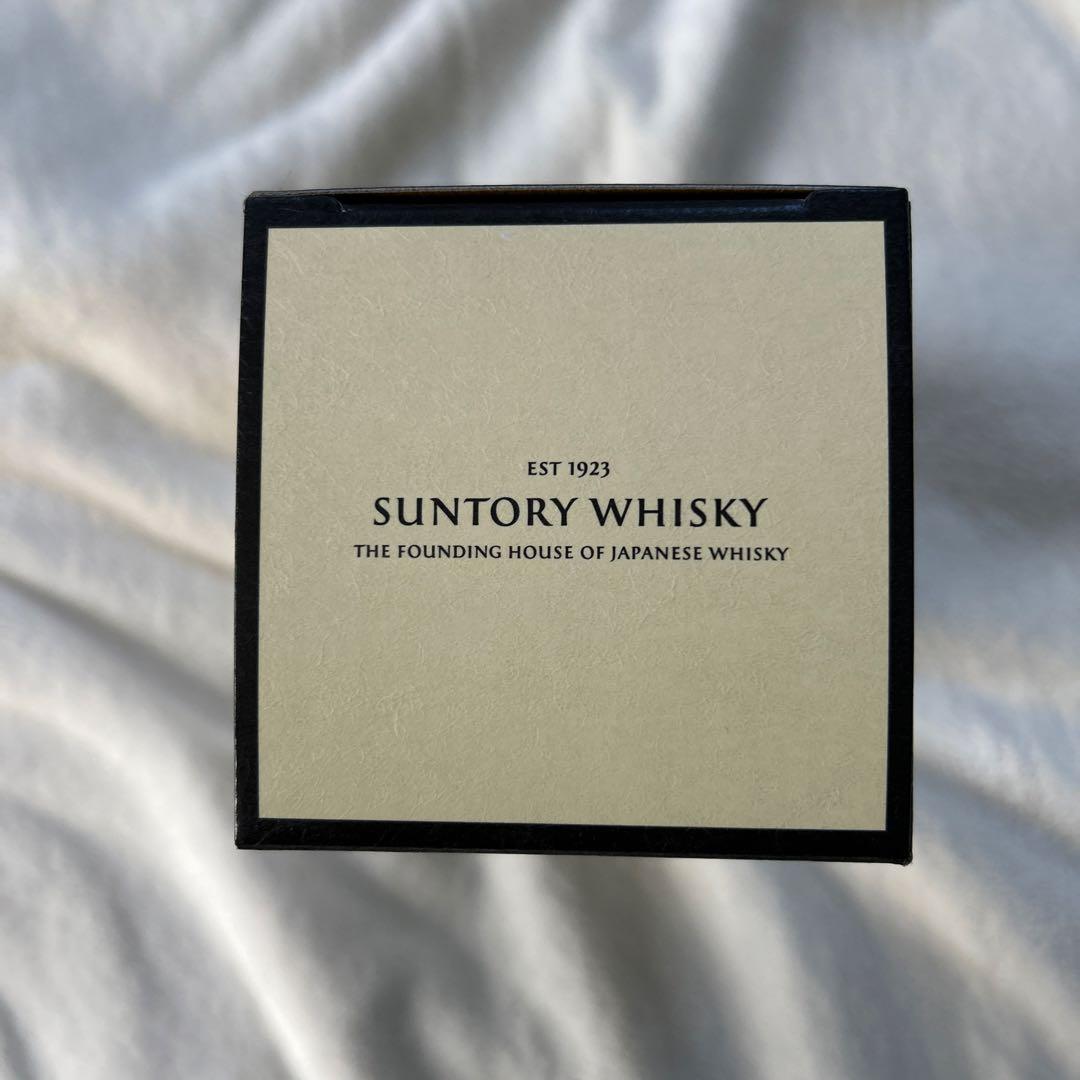 EST 1923
SUNTORY WHISKY
THE FOUNDING HOUSE OF JAPANESE WHISKY